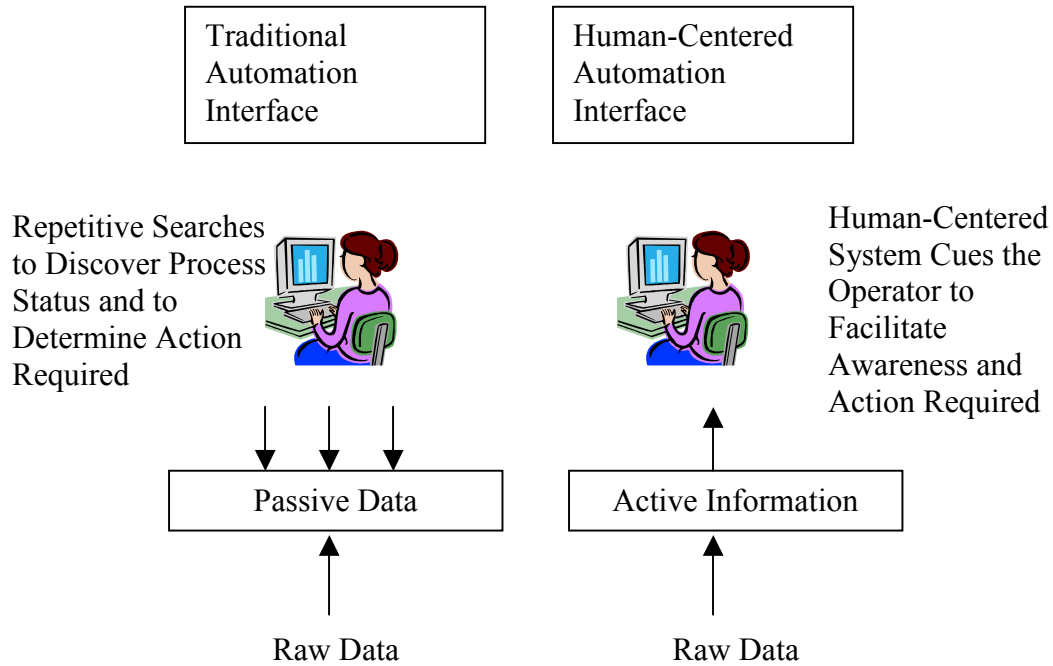 Traditional
Automation
Interface
Human-Centered
Automation
Interface
Repetitive Searches
to Discover Process
Status and to
Determine Action
Required
Human-Centered
System Cues the
Operator to
Facilitate
Awareness and
Action Required
Passive Data
Active Information
Raw Data
Raw Data